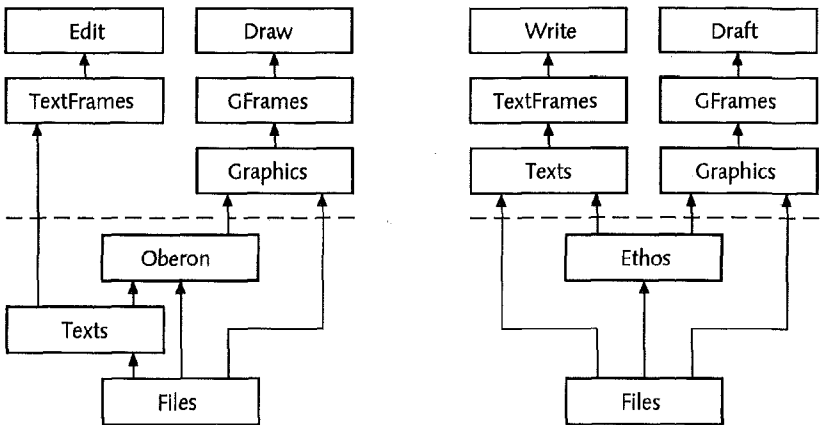 Edit
Draw
TextFrames
GFrames
Graphics
Oberon
Texts
Files
Write
Draft
TextFrames
GFrames
Texts
Graphics
Ethos
Files